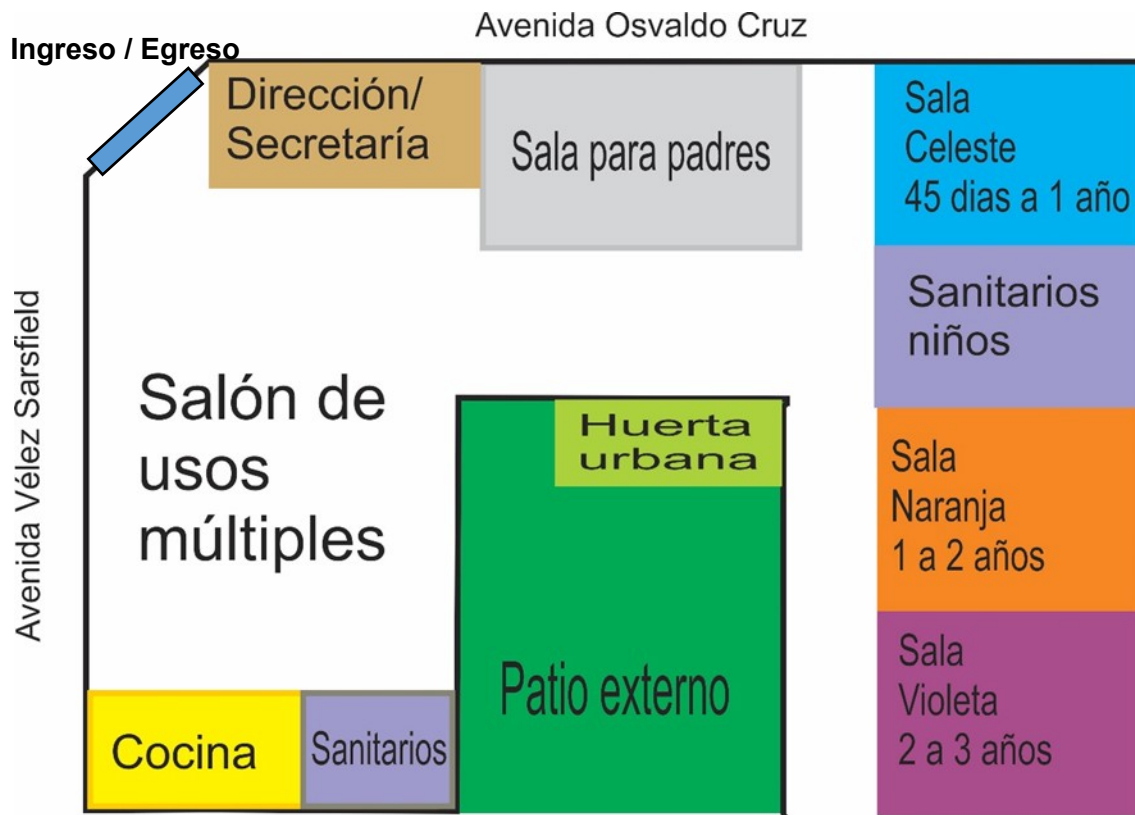 Avenida Osvaldo Cruz
Ingreso / Egreso
Dirección/
Secretaría
Sala para padres
Sala
Celeste
45 dias a 1 año
Sanitarios
niños
Avenida Vélez Sarsfield
Salón de
usos
múltiples
Huerta
urbana
Sala
Naranja
1 a 2 años
Patio externo
Sala
Violeta
2 a 3 años
Cocina
Sanitarios